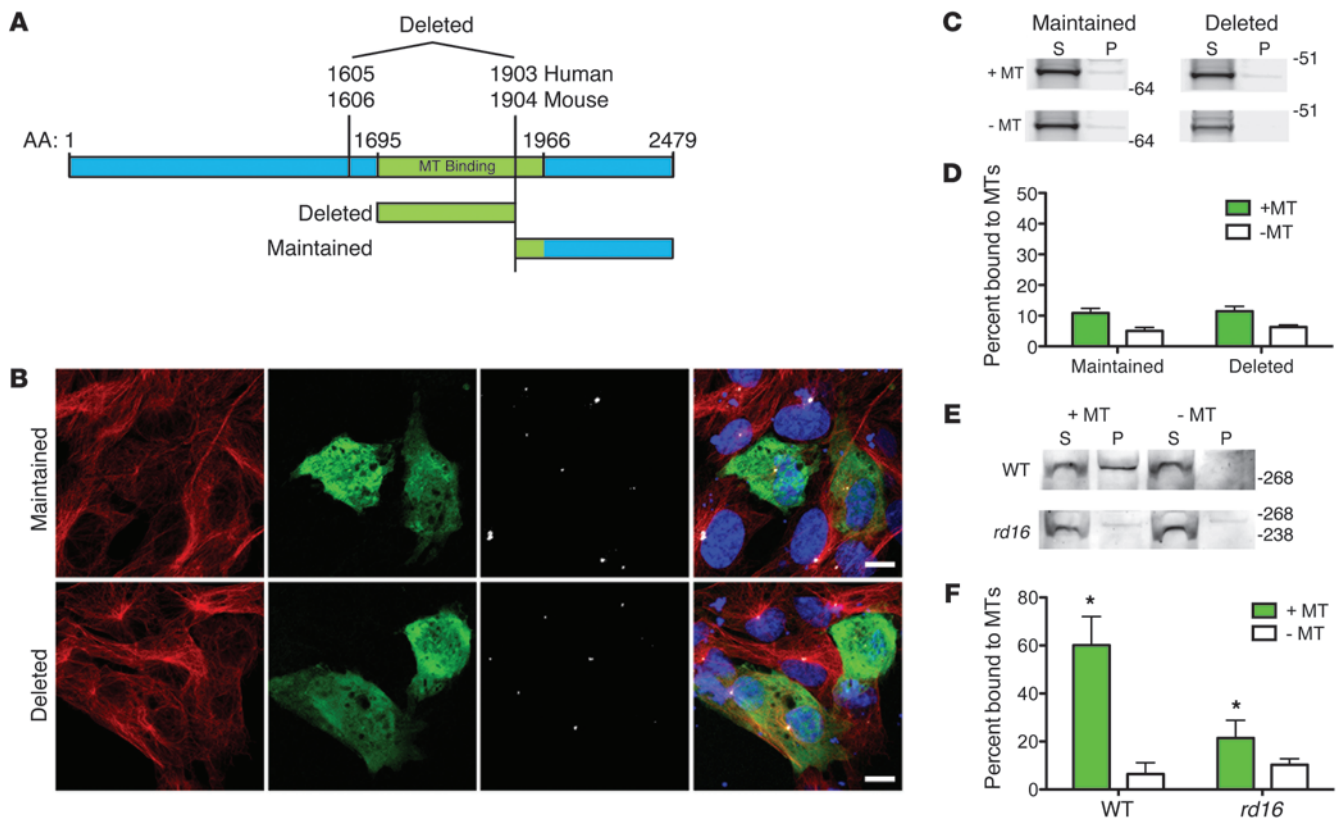 A
Deleted
1605 1903 Human
1606 1904 Mouse
AA: 1 1695 1966 2479
MT Binding
Deleted
Maintained
B
Maintained
Deleted
C
Maintained Deleted
S P S P
+ MT -64 -51
- MT -64 -51
D
Percent bound to MTs
50
40
30
20
10
0
+MT
-MT
Maintained Deleted
E
+ MT - MT
S P S P
WT -268
rd16 -268
-238
F
Percent bound to MTs
80
60
40
20
0
* *
+ MT
- MT
WT rd16